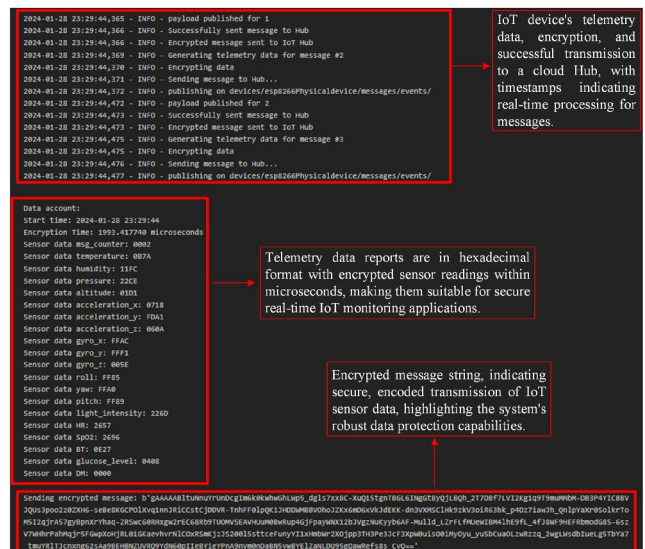 2024-01-28 23:29:44,365 - INFO - payload published for 1
2024-01-28 23:29:44,366 - INFO - Successfully sent message to Hub
2024-01-28 23:29:44,366 - INFO - Encrypted message sent to IoT Hub
2024-01-28 23:29:44,369 - INFO - Generating telemetry data for message #2
2024-01-28 23:29:44,370 - INFO - Encrypting data
2024-01-28 23:29:44,371 - INFO - Sending message to Hub...
2024-01-28 23:29:44,372 - INFO - publishing on devices/esp8266Physicaldevice/messages/events/
2024-01-28 23:29:44,472 - INFO - payload published for 2
2024-01-28 23:29:44,473 - INFO - Successfully sent message to Hub
2024-01-28 23:29:44,473 - INFO - Encrypted message sent to IoT Hub
2024-01-28 23:29:44,475 - INFO - Generating telemetry data for message #3
2024-01-28 23:29:44,475 - INFO - Encrypting data
2024-01-28 23:29:44,476 - INFO - Sending message to Hub...
2024-01-28 23:29:44,477 - INFO - publishing on devices/esp8266Physicaldevice/messages/events/
IoT device's telemetry
data, encryption, and
successful transmission
to a cloud Hub, with
timestamps indicating
real-time processing for
messages.
Data account:
Start time: 2024-01-28 23:29:44
Encryption Time: 1993.417740 microseconds
Sensor data msg_counter: 0002
Sensor data temperature: 0B7A
Sensor data humidity: 11FC
Sensor data pressure: 22CE
Sensor data altitude: 01D1
Sensor data acceleration_x: 0718
Sensor data acceleration_y: FDA1
Sensor data acceleration_z: 060A
Sensor data gyro_x: FFAC
Sensor data gyro_y: FFF1
Sensor data gyro_z: 005E
Sensor data roll: FF85
Sensor data yaw: FFA0
Sensor data pitch: FF89
Sensor data light_intensity: 226D
Sensor data HR: 2657
Sensor data SpO2: 2696
Sensor data BT: 0E27
Sensor data glucose_level: 0408
Sensor data DM: 0000
Telemetry data reports are in hexadecimal
format with encrypted sensor readings within
microseconds, making them suitable for secure
real-time IoT monitoring applications.
Encrypted message string, indicating
secure, encoded transmission of IoT
sensor data, highlighting the system's
robust data protection capabilities.
Sending encrypted message: